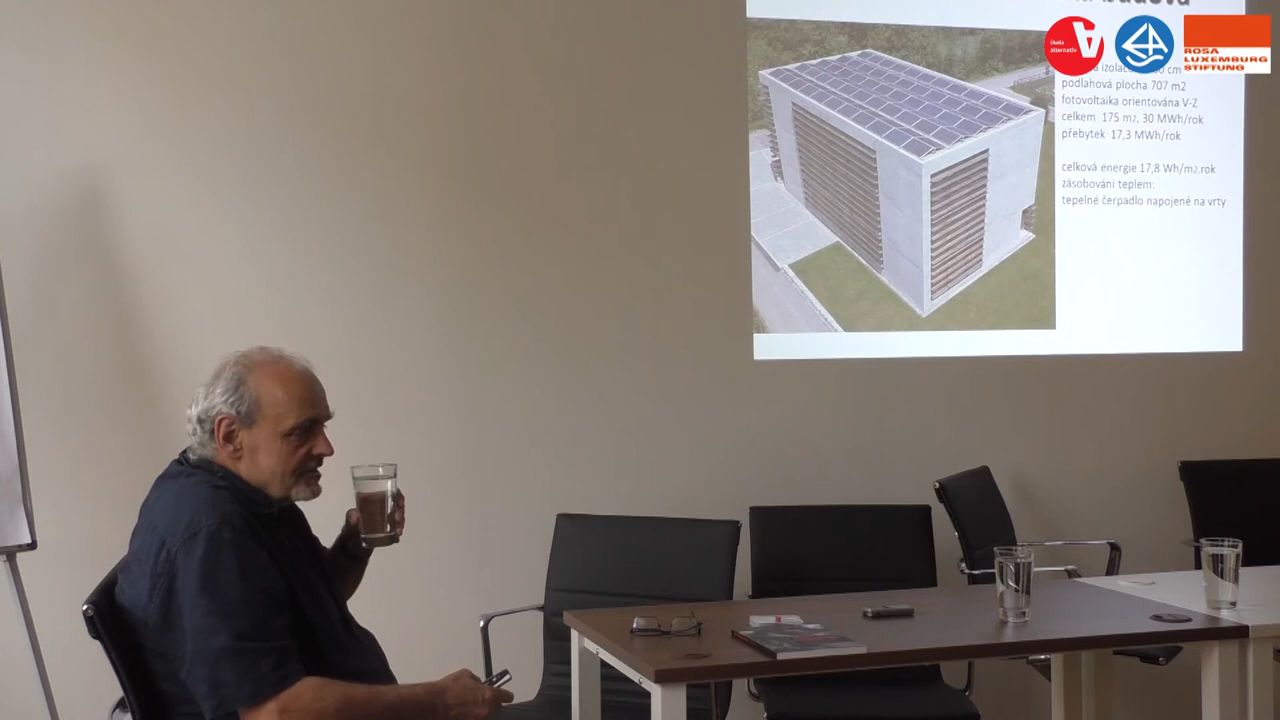 podlahová plocha 707 m2
fotovoltaika orientována V-Z
celkem 175 m2, 30 MWh/rok
přebytek 17,3 MWh/rok
celková energie 17,8 Wh/m2.rok
zásobování teplem:
tepelné čerpadlo napojené na vrty
ROSA
LUXEMBURG
STIFTUNG